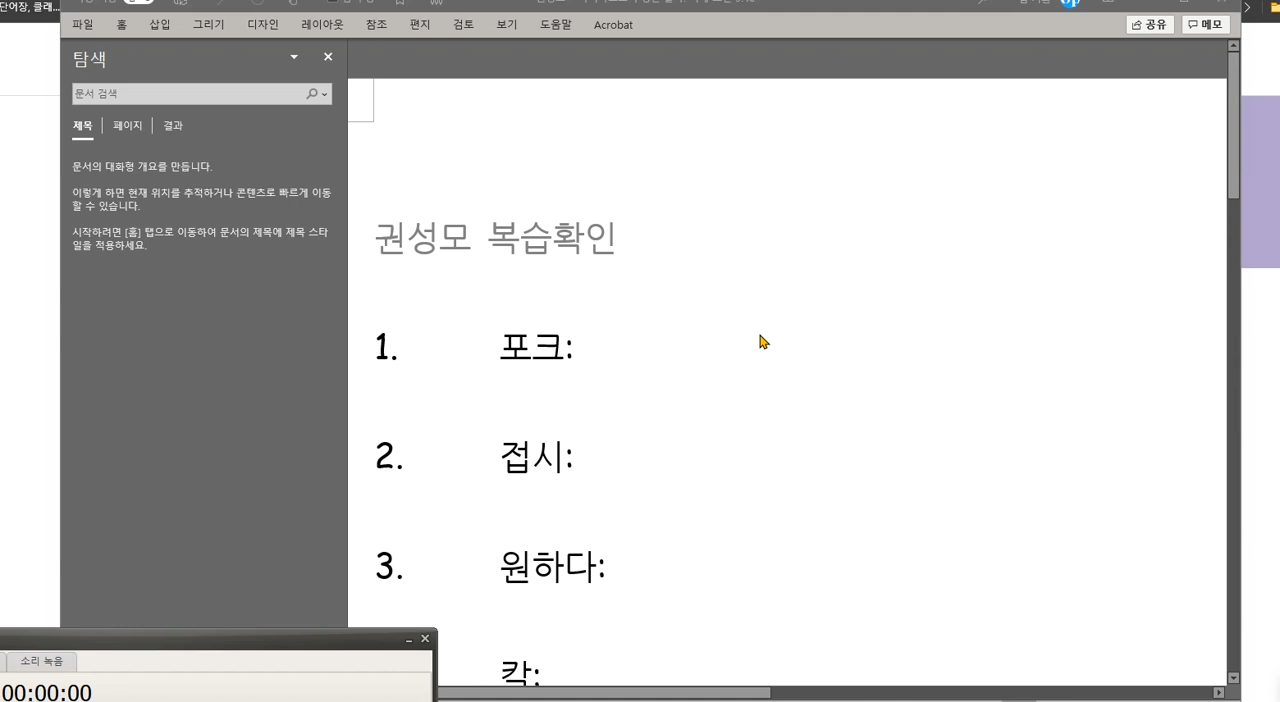 단어장, 클래...
파일 홈 삽입 그리기 디자인 레이아웃 참조 편지 검토 보기 도움말 Acrobat 공유 메모
탐색
문서 검색
제목 페이지 결과
문서의 대화형 개요를 만듭니다.
이렇게 하면 현재 위치를 추적하거나 콘텐츠로 빠르게 이동
할 수 있습니다.
시작하려면 [홈] 탭으로 이동하여 문서의 제목에 제목 스타
일을 적용하세요.
권성모 복습확인
1. 포크:
2. 접시:
3. 원하다:
칵:
소리 녹음
00:00:00